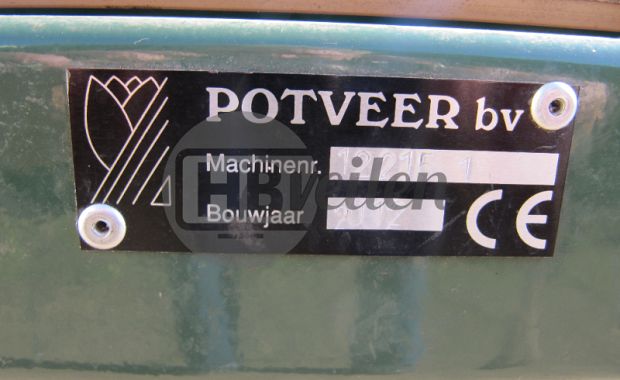 POTVEER bv
Machinenr.
Bouwjaar
CE
HBveilen